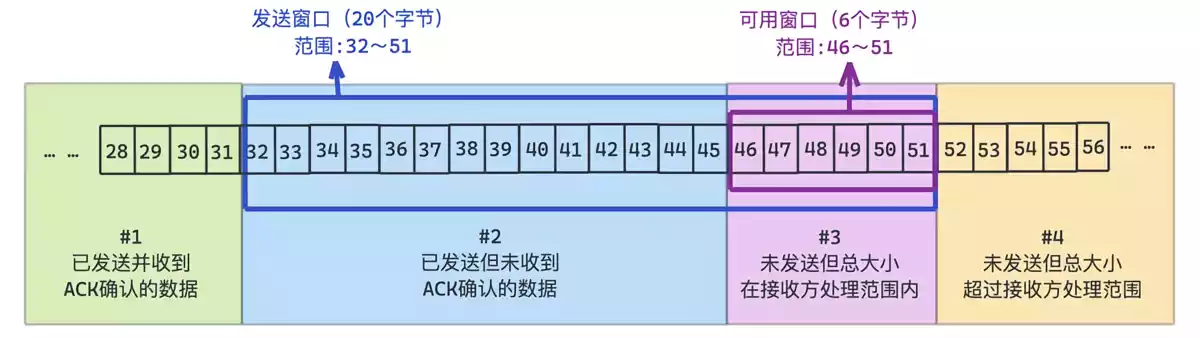 发送窗口（20个字节）
范围:32～51
可用窗口（6个字节）
范围:46～51
… … 28 29 30 31 32 33 34 35 36 37 38 39 40 41 42 43 44 45 46 47 48 49 50 51 52 53 54 55 56 … …
#1
已发送并收到
ACK确认的数据
#2
已发送但未收到
ACK确认的数据
#3
未发送但总大小
在接收方处理范围内
#4
未发送但总大小
超过接收方处理范围